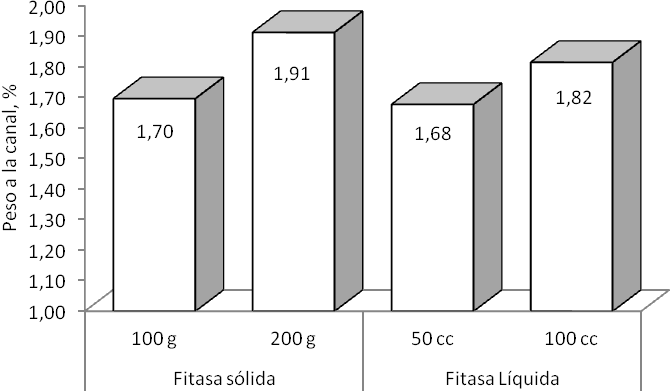 Peso a la canal, %
2,00
1,90
1,80
1,70
1,60
1,50
1,40
1,30
1,20
1,10
1,00
1,70
1,91
1,68
1,82
100 g
200 g
50 cc
100 cc
Fitasa sólida
Fitasa Líquida